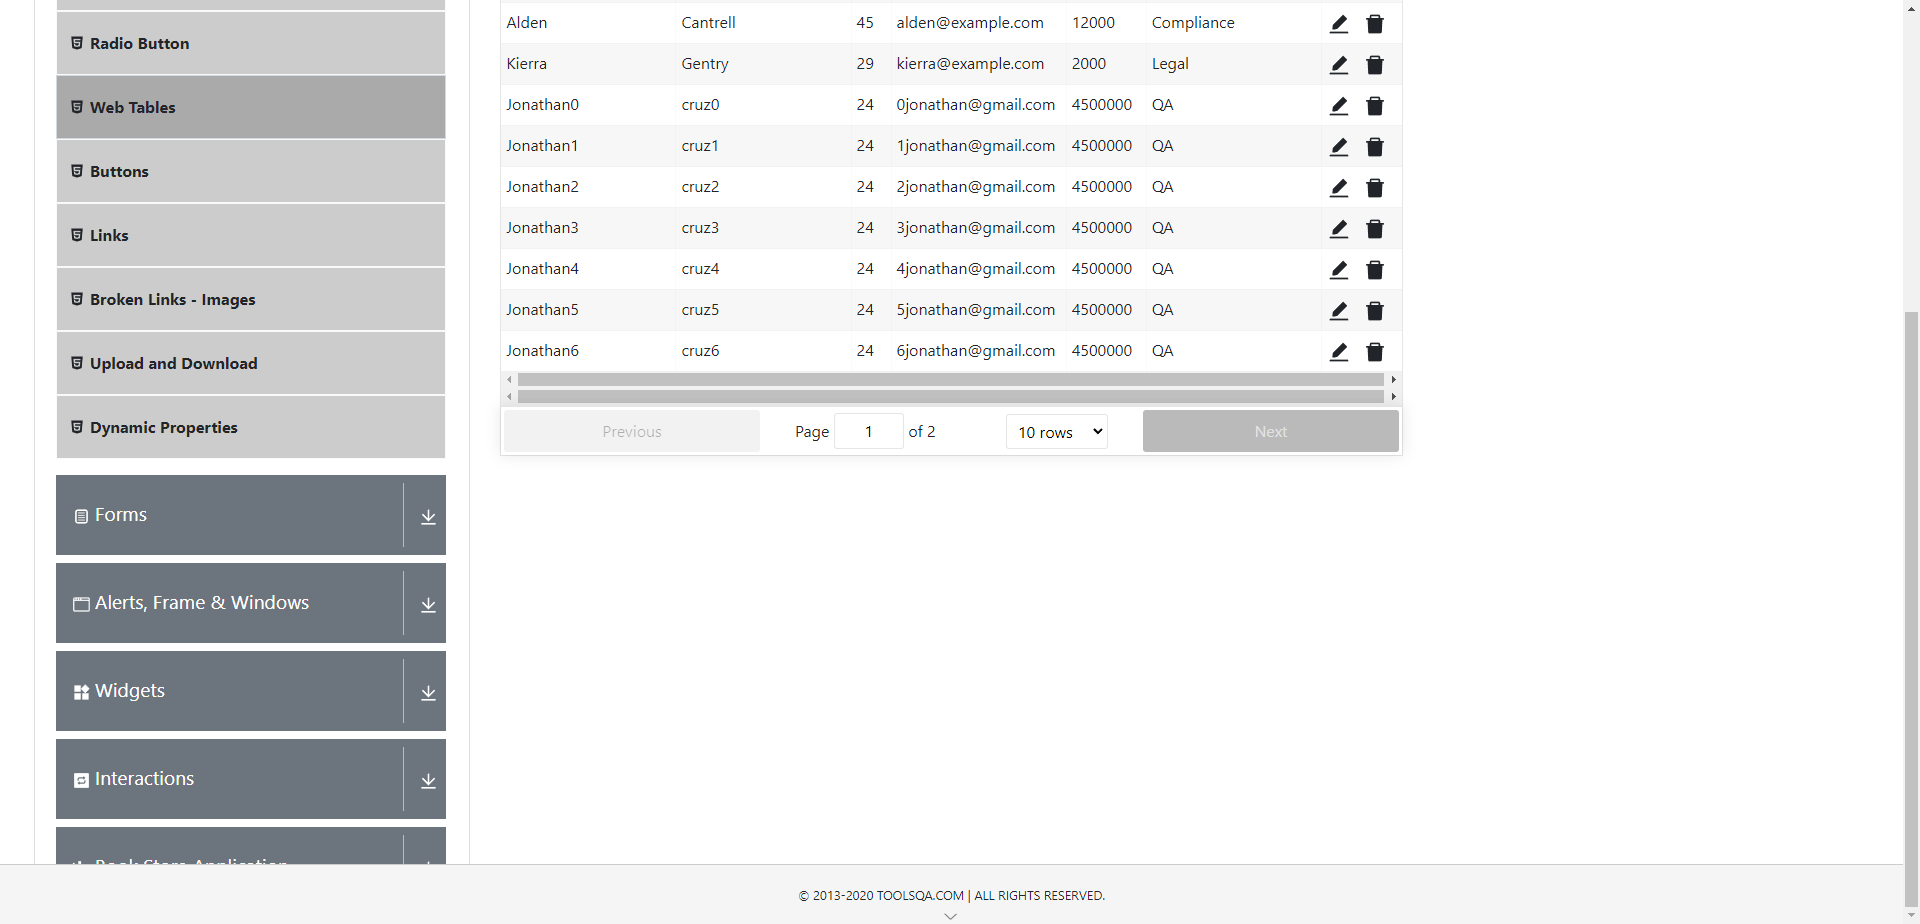 Radio Button
Web Tables
Buttons
Links
Broken Links - Images
Upload and Download
Dynamic Properties
Forms
Alerts, Frame & Windows
Widgets
Interactions
Book Store Application
Alden Cantrell 45 alden@example.com 12000 Compliance
Kierra Gentry 29 kierra@example.com 2000 Legal
Jonathan0 cruz0 24 0jonathan@gmail.com 4500000 QA
Jonathan1 cruz1 24 1jonathan@gmail.com 4500000 QA
Jonathan2 cruz2 24 2jonathan@gmail.com 4500000 QA
Jonathan3 cruz3 24 3jonathan@gmail.com 4500000 QA
Jonathan4 cruz4 24 4jonathan@gmail.com 4500000 QA
Jonathan5 cruz5 24 5jonathan@gmail.com 4500000 QA
Jonathan6 cruz6 24 6jonathan@gmail.com 4500000 QA
Previous Page 1 of 2 10 rows Next
© 2013-2020 TOOLSQA.COM | ALL RIGHTS RESERVED.